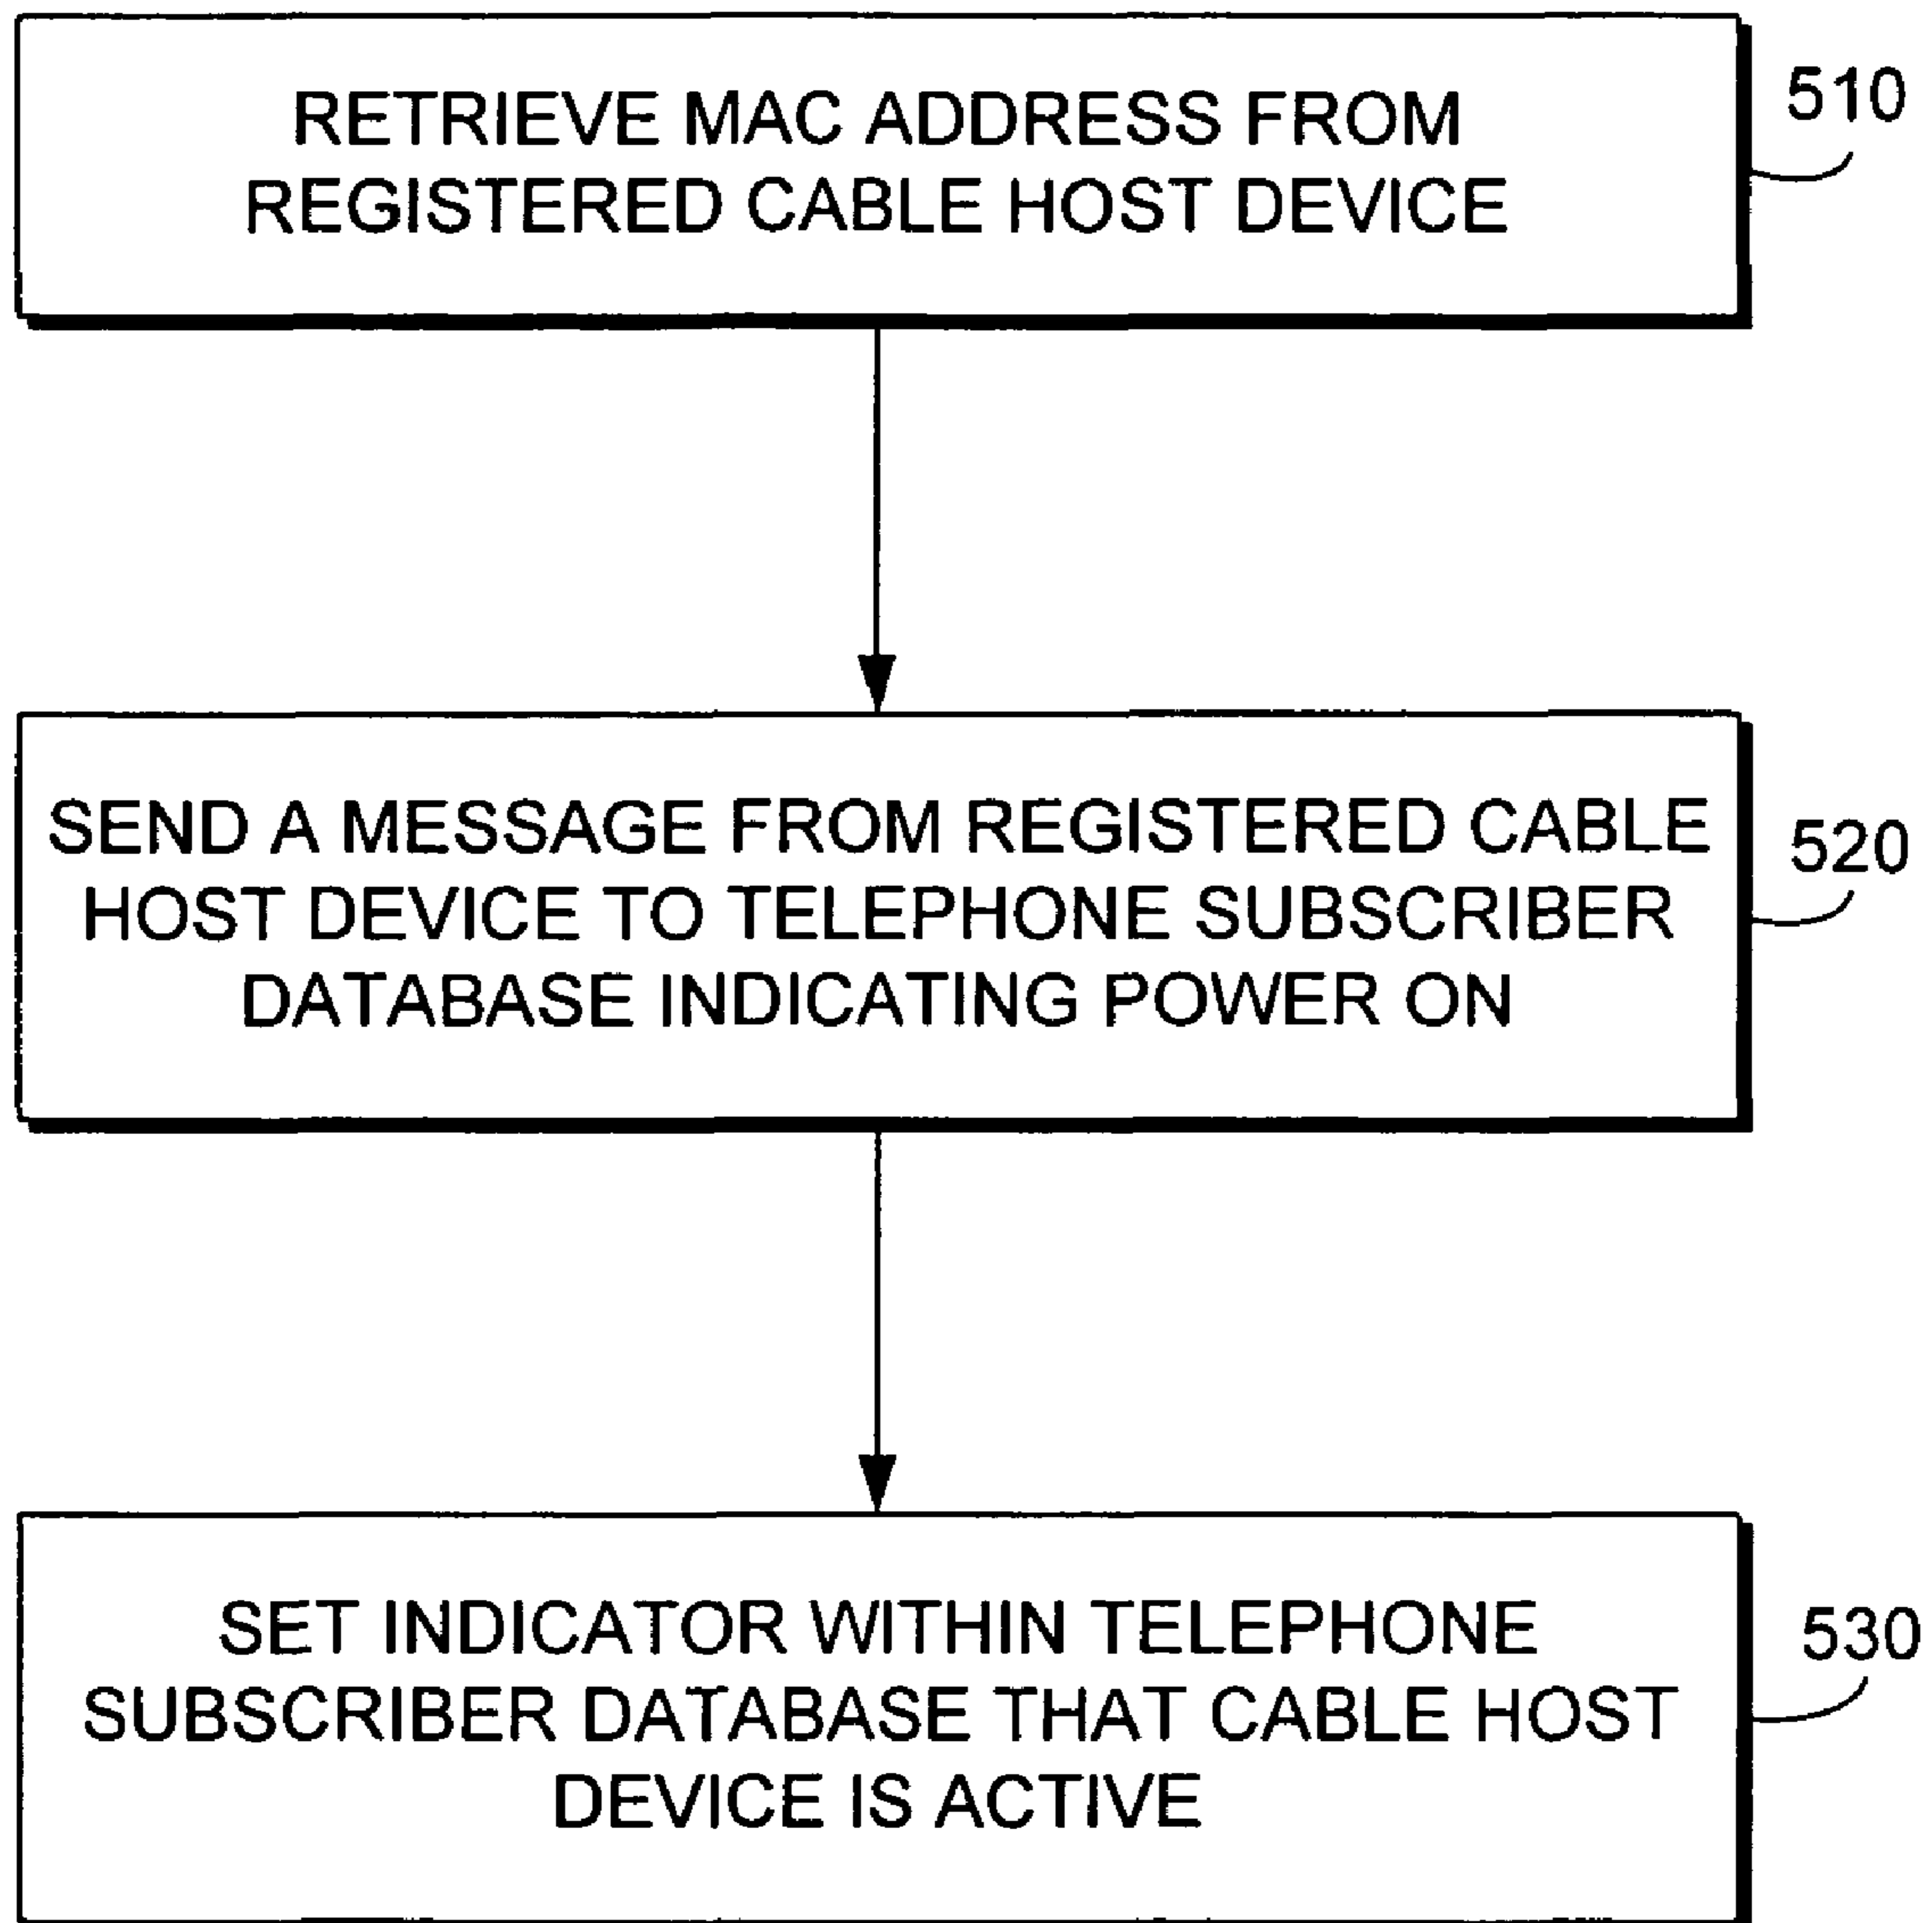 RETRIEVE MAC ADDRESS FROM
REGISTERED CABLE HOST DEVICE
510
SEND A MESSAGE FROM REGISTERED CABLE
HOST DEVICE TO TELEPHONE SUBSCRIBER
DATABASE INDICATING POWER ON
520
SET INDICATOR WITHIN TELEPHONE
SUBSCRIBER DATABASE THAT CABLE HOST
DEVICE IS ACTIVE
530